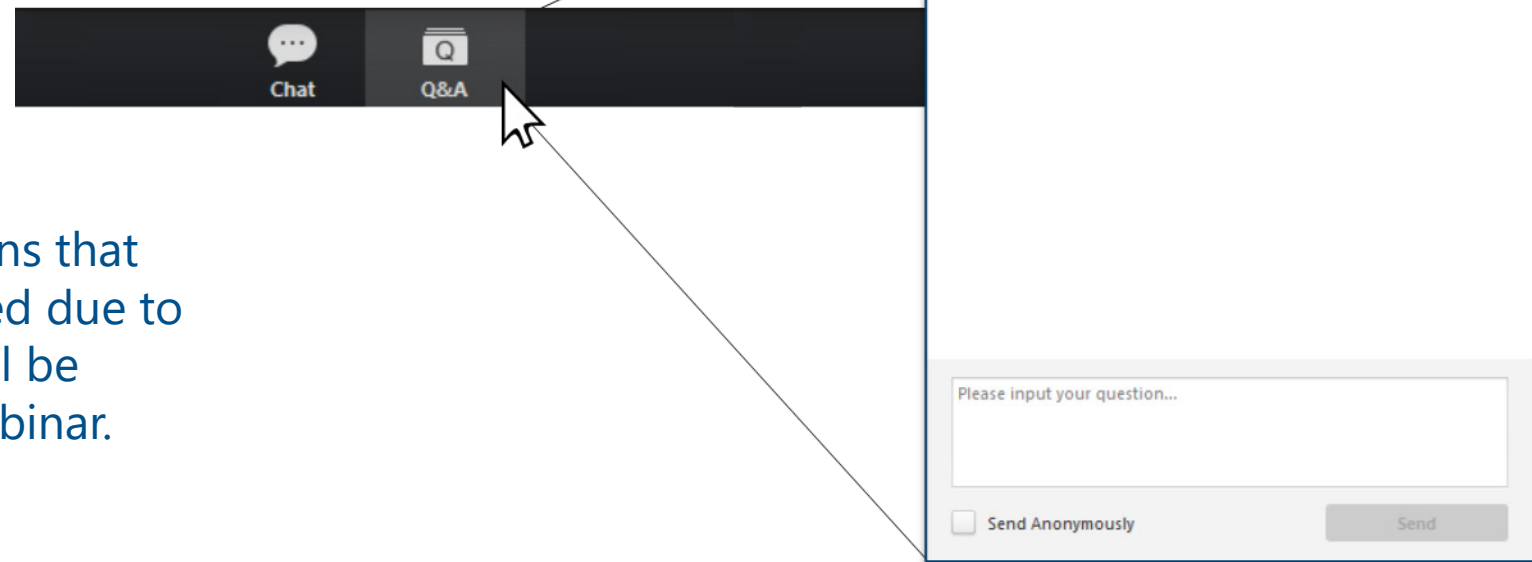 Chat
Q
Q&A
ns that
ed due to
l be
binar.
Please input your question...
Send Anonymously
Send